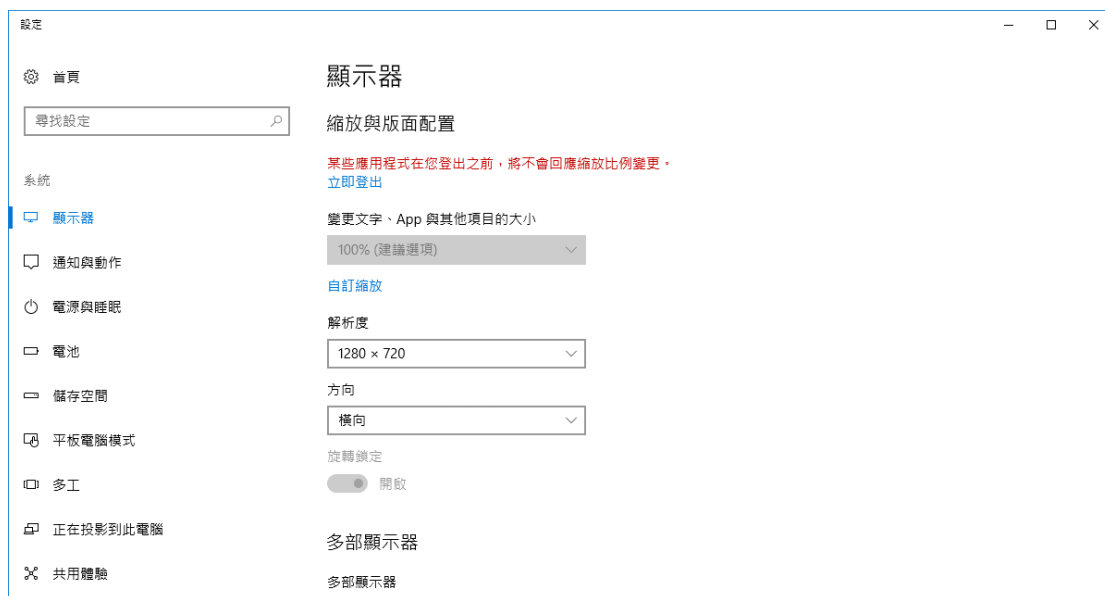 設定
首頁
尋找設定
系統
顯示器
通知與動作
電源與睡眠
電池
儲存空間
平板電腦模式
多工
正在投影到此電腦
共用體驗
顯示器
縮放與版面配置
某些應用程式在您登出之前，將不會回應縮放比例變更。
立即登出
變更文字、App 與其他項目的大小
100% (建議選項)
自訂縮放
解析度
1280 × 720
方向
橫向
旋轉鎖定
開啟
多部顯示器
多部顯示器